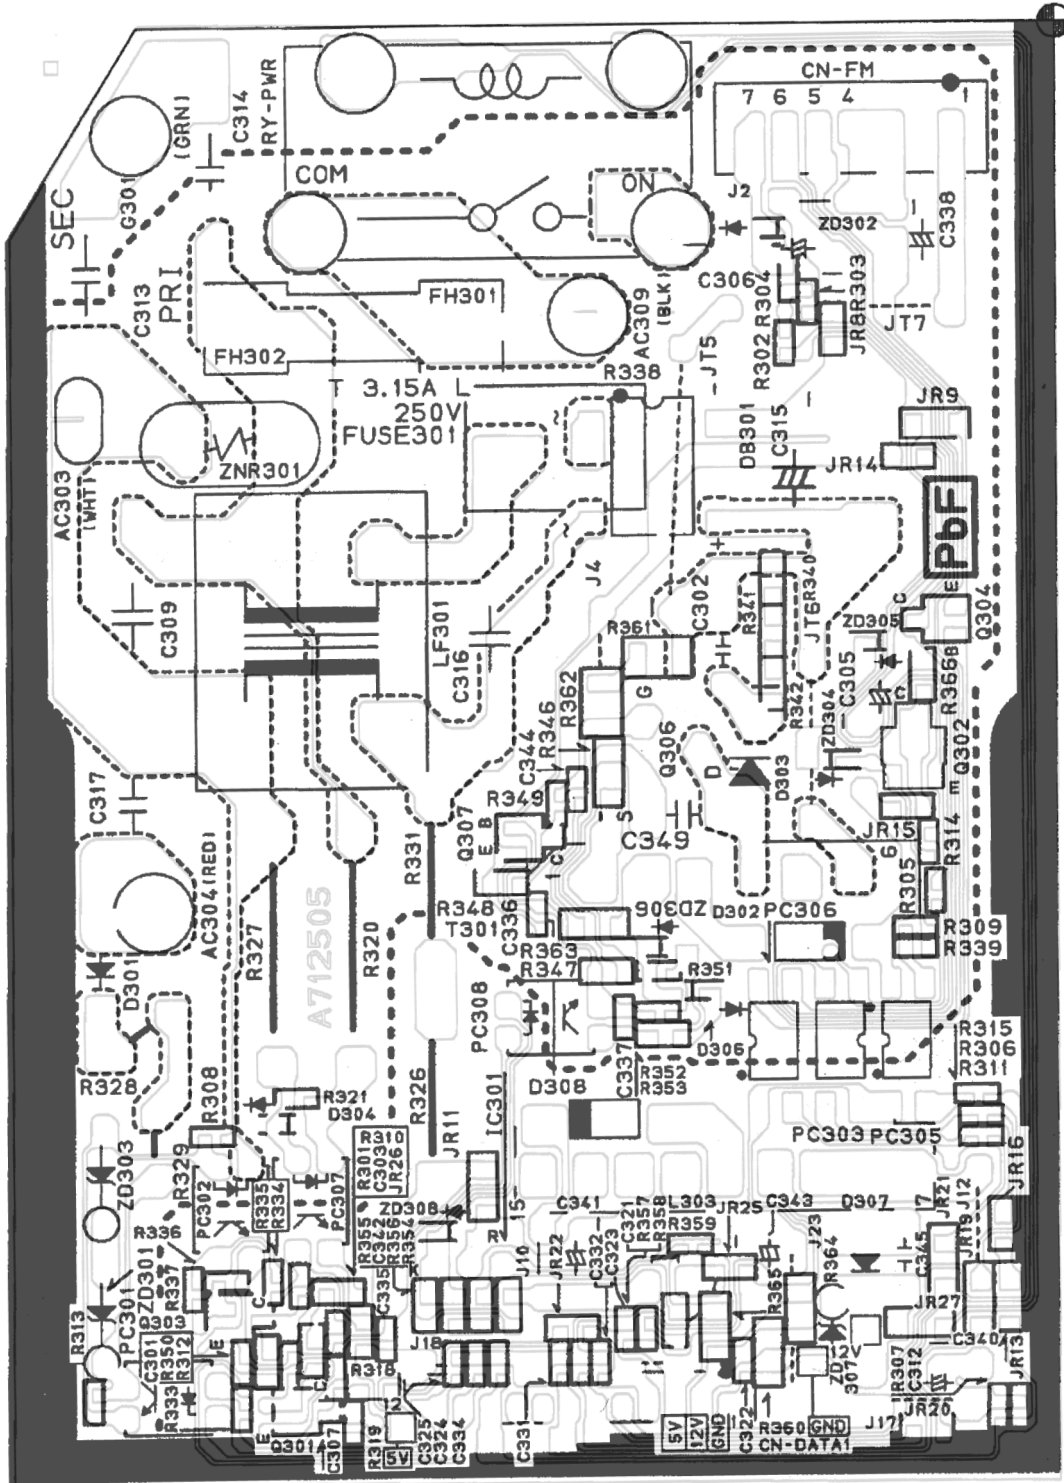 CN-FM
7 6 5 4 1
C314
RY-PWR
(GRN)
G301
SEC
C313
PRI
COM
ON
J2
ZD302
C338
C306
R304
R302
JR8
R303
JT7
FH301
FH302
AC309
(BLK)
JT5
R338
T 3.15A L
250V
FUSE301
ZNR301
AC303
(WHT)
DB301
C315
JR9
JR14
PbF
~
~
+
J4
C309
LF301
C316
C302
R341
JT6
R340
R342
R361
G
R362
R346
C344
R349
Q306
D
S
D303
ZD304
C305
ZD305
C
E
Q304
B
R366
C
Q302
E
C349
C317
Q307
B
E
C
1
R331
JR15
6
R314
R305
R348
T301
C336
R363
R347
ZD306
D302
PC306
R309
R339
AC304
(RED)
R327
A712505
R320
D301
R328
PC308
R351
D306
D308
C337
R352
R353
R315
R306
R311
R308
R321
D304
R326
IC301
JR11
PC303
PC305
JR16
R310
R301
C303
JR26
ZD303
R329
PC302
R335
R334
PC307
ZD308
15
R336
R355
C342
R356
R354
J10
JR22
C341
C332
C323
C321
R357
R358
L303
R359
JR25
C343
J23
D307
R364
17
JR21
J12
JR19
C345
R313
ZD301
PC301
R337
C335
J18
R365
JR27
C340
JR13
C301
R350
R312
R333
E
C
R318
12V
ZD
307
R307
C312
Q301
C307
R319
5V
2
C325
C324
C334
C331
5V
12V
GND
C322
1
R360
CN-DATA1
GND
J17
JR20